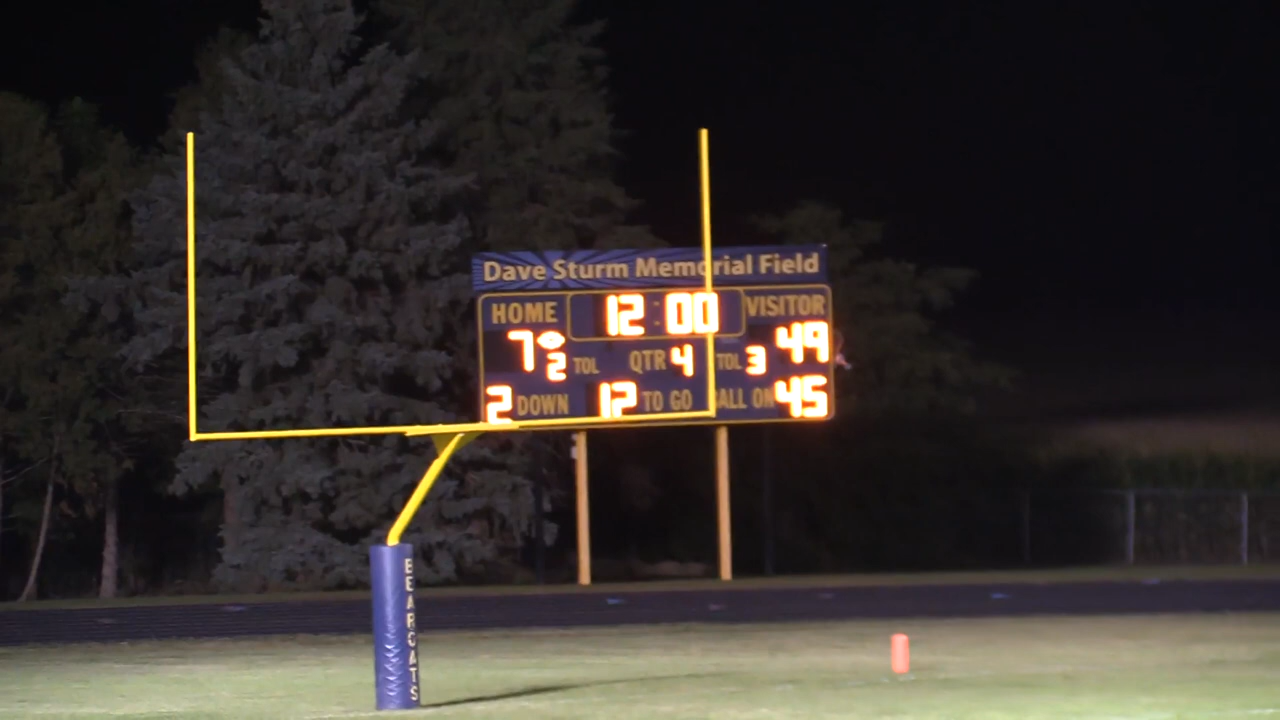 Dave Sturm Memorial Field
HOME 12:00 VISITOR
7 49
2 TOL QTR 4 TOL 3
2 DOWN 12 TO GO BALL ON 45
BEARCATS